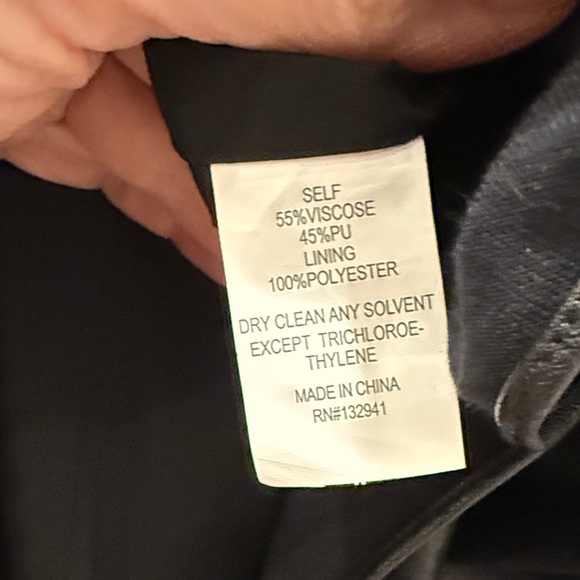 SELF
55%VISCOSE
45%PU
LINING
100%POLYESTER
DRY CLEAN ANY SOLVENT
EXCEPT TRICHLOROE-
THYLENE
MADE IN CHINA
RN#132941